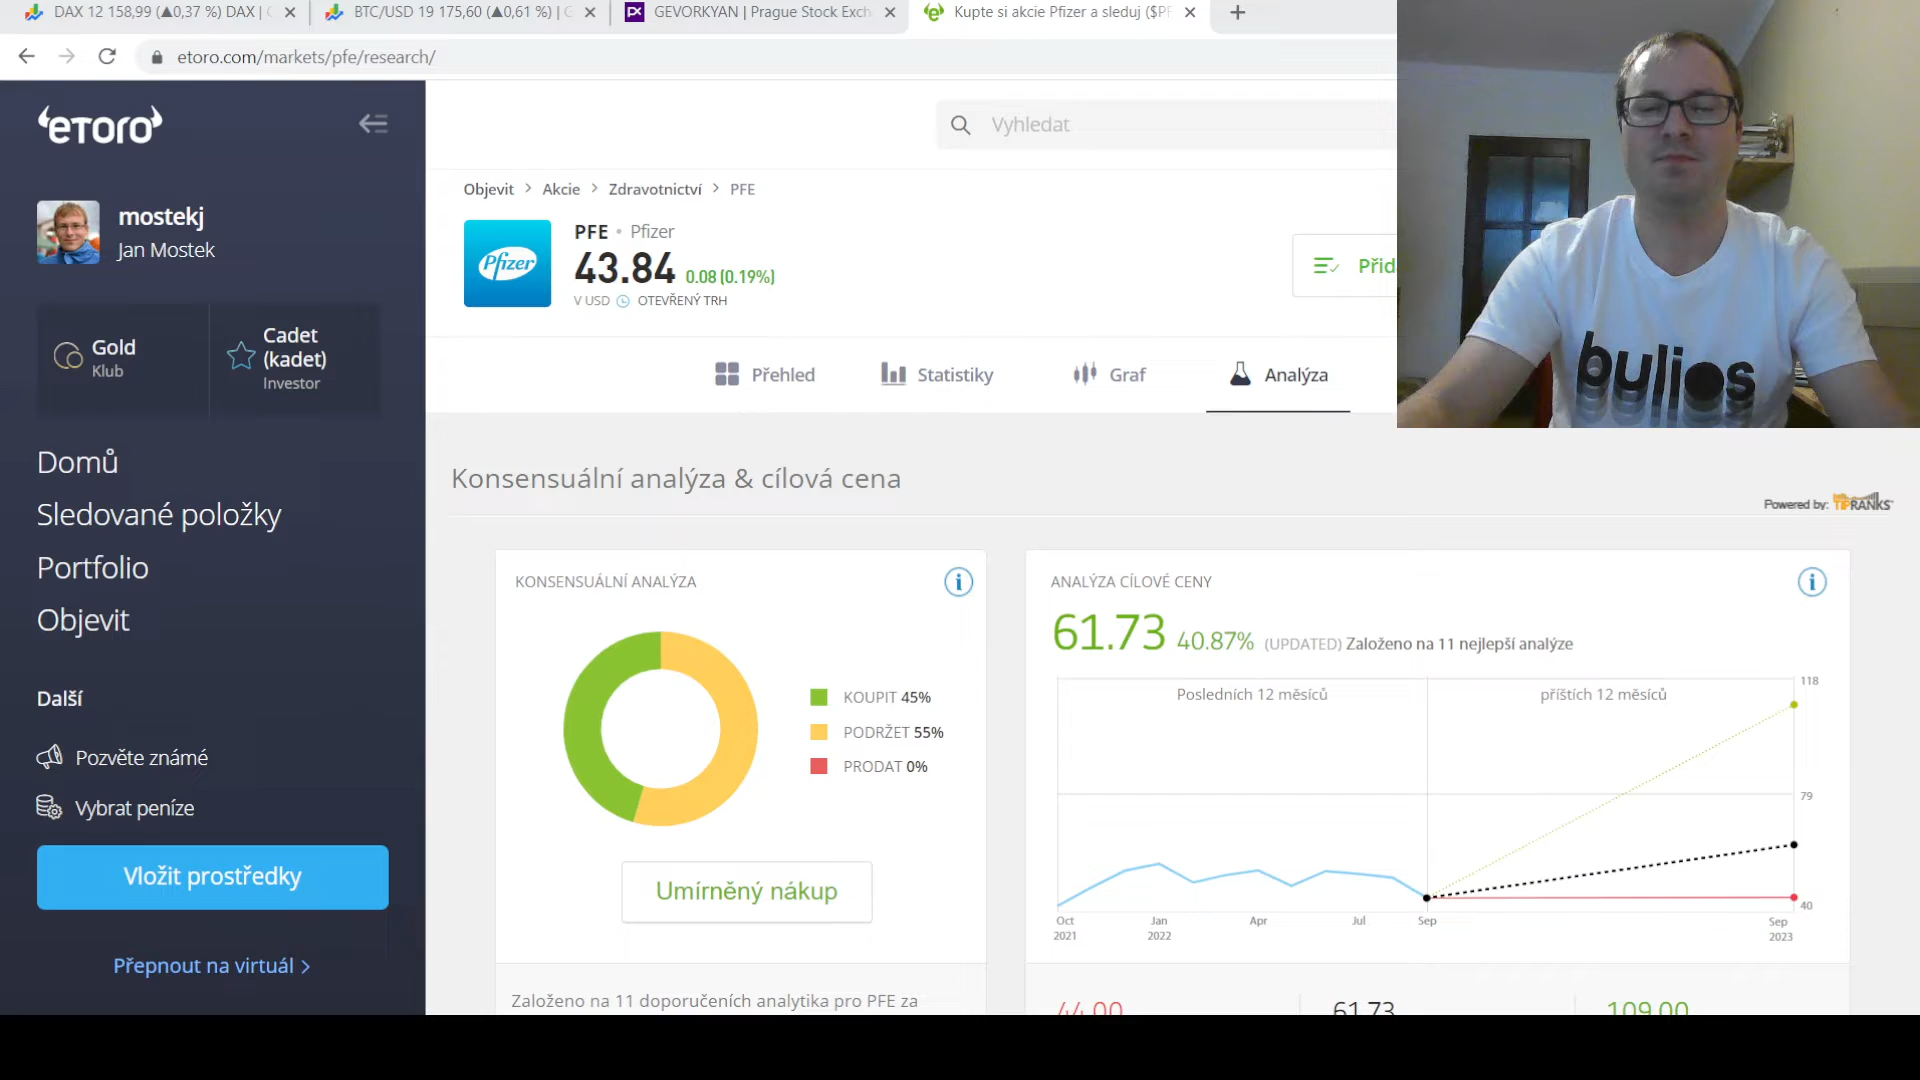 DAX 12 158,99 (▲0,37 %) DAX |
BTC/USD 19 175,60 (▲0,61 %) |
GEVORKYAN | Prague Stock Exch
Kupte si akcie Pfizer a sleduj ($PF
etoro.com/markets/pfe/research/
eToro
Vyhledat
mostekj
Jan Mostek
Gold
Klub
Cadet
(kadet)
Investor
Domů
Sledované položky
Portfolio
Objevit
Další
Pozvěte známé
Vybrat peníze
Vložit prostředky
Přepnout na virtuál >
Objevit > Akcie > Zdravotnictví > PFE
Pfizer
PFE • Pfizer
43.84 0.08 (0.19%)
V USD OTEVŘENÝ TRH
Přid
Přehled
Statistiky
Graf
Analýza
bulios
Konsensuální analýza & cílová cena
Powered by: TIPRANKS
KONSENSUÁLNÍ ANALÝZA
KOUPIT 45%
PODRŽET 55%
PRODAT 0%
Umírněný nákup
Založeno na 11 doporučeních analytika pro PFE za
ANALÝZA CÍLOVÉ CENY
61.73 40.87% (UPDATED) Založeno na 11 nejlepší analýze
Posledních 12 měsíců
příštích 12 měsíců
118
79
40
Oct
2021
Jan
2022
Apr
Jul
Sep
Sep
2023
44.00
61.73
109.00